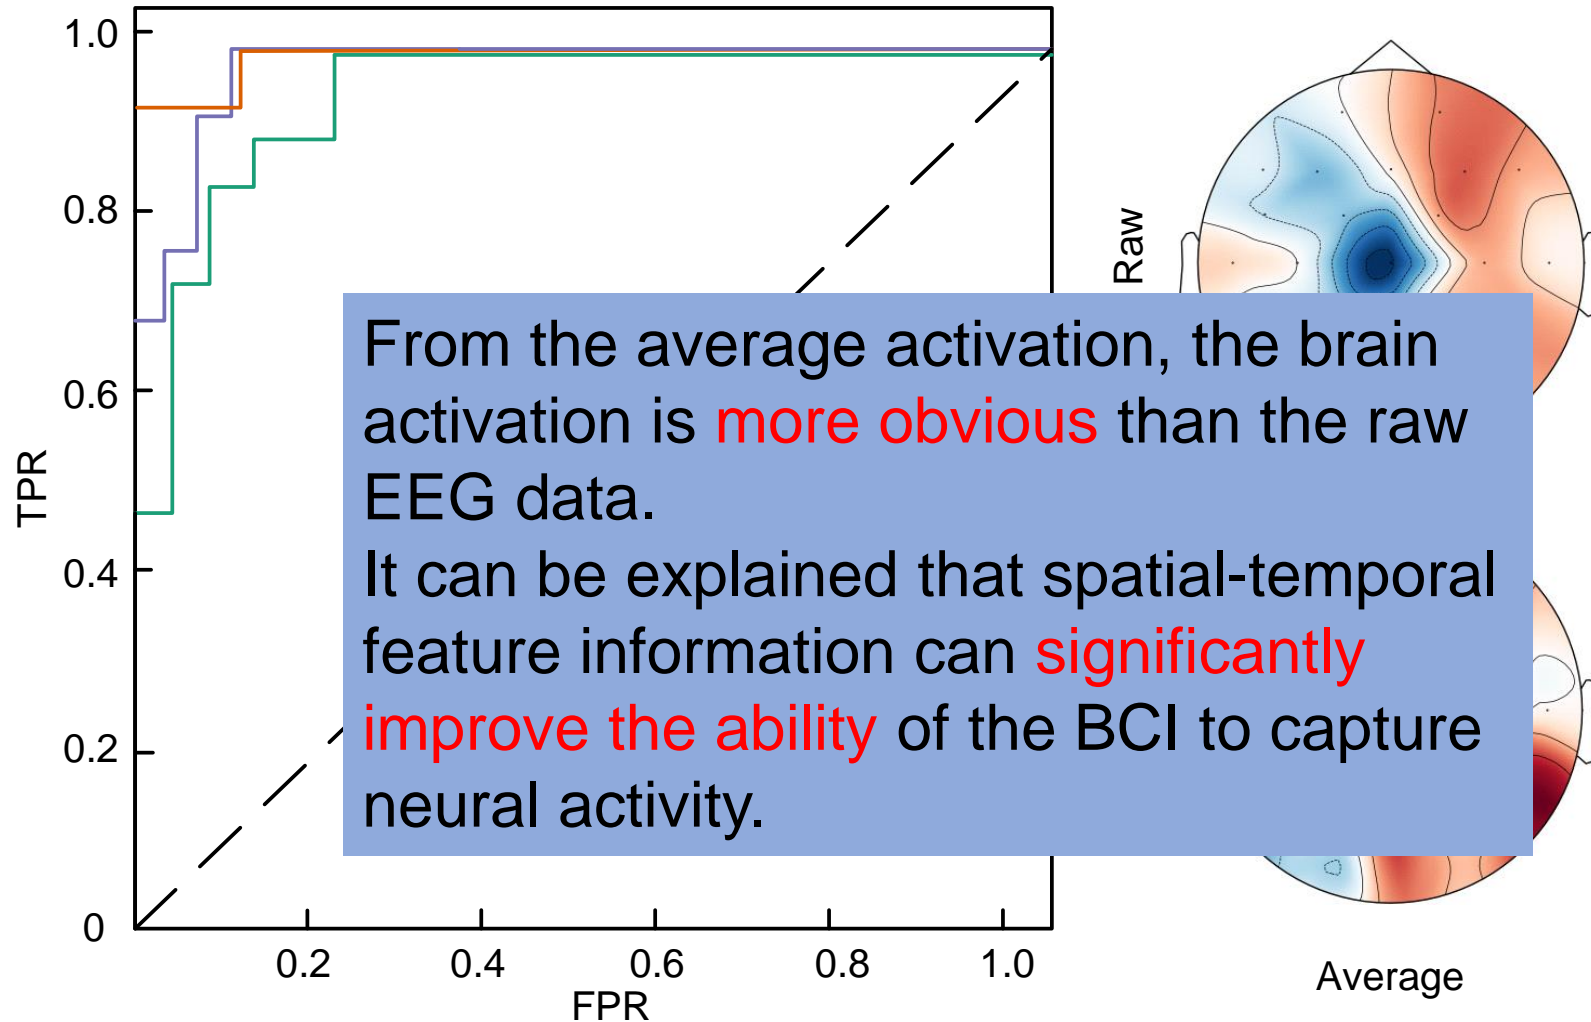 1.0
0.8
0.6
0.4
0.2
0
TPR
0.2
0.4
0.6
0.8
1.0
FPR
From the average activation, the brain
activation is more obvious than the raw
EEG data.
It can be explained that spatial-temporal
feature information can significantly
improve the ability of the BCI to capture
neural activity.
Raw
Average